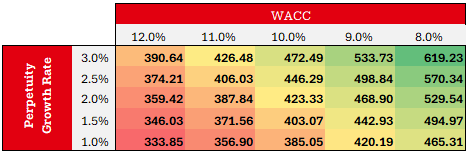 WACC
12.0% 11.0% 10.0% 9.0% 8.0%
Perpetuity
Growth Rate
3.0% 390.64 426.48 472.49 533.73 619.23
2.5% 374.21 406.03 446.29 498.84 570.34
2.0% 359.42 387.84 423.33 468.90 529.54
1.5% 346.03 371.56 403.07 442.93 494.97
1.0% 333.85 356.90 385.05 420.19 465.31